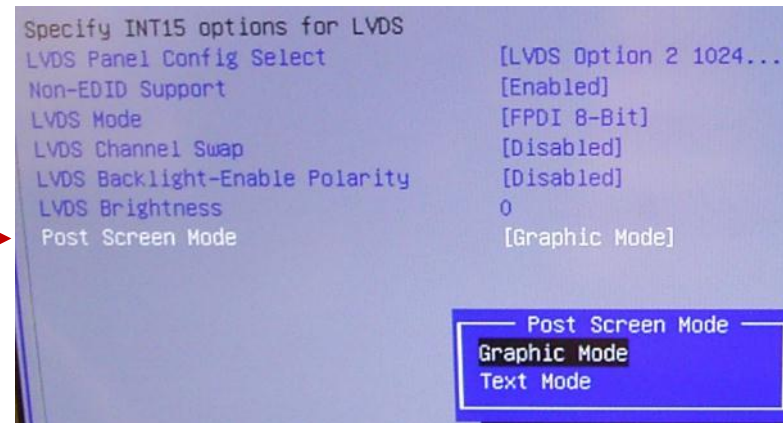 Specify INT15 options for LVDS
LVDS Panel Config Select [LVDS Option 2 1024...
Non-EDID Support [Enabled]
LVDS Mode [FPDI 8-Bit]
LVDS Channel Swap [Disabled]
LVDS Backlight-Enable Polarity [Disabled]
LVDS Brightness 0
Post Screen Mode [Graphic Mode]
Post Screen Mode
Graphic Mode
Text Mode